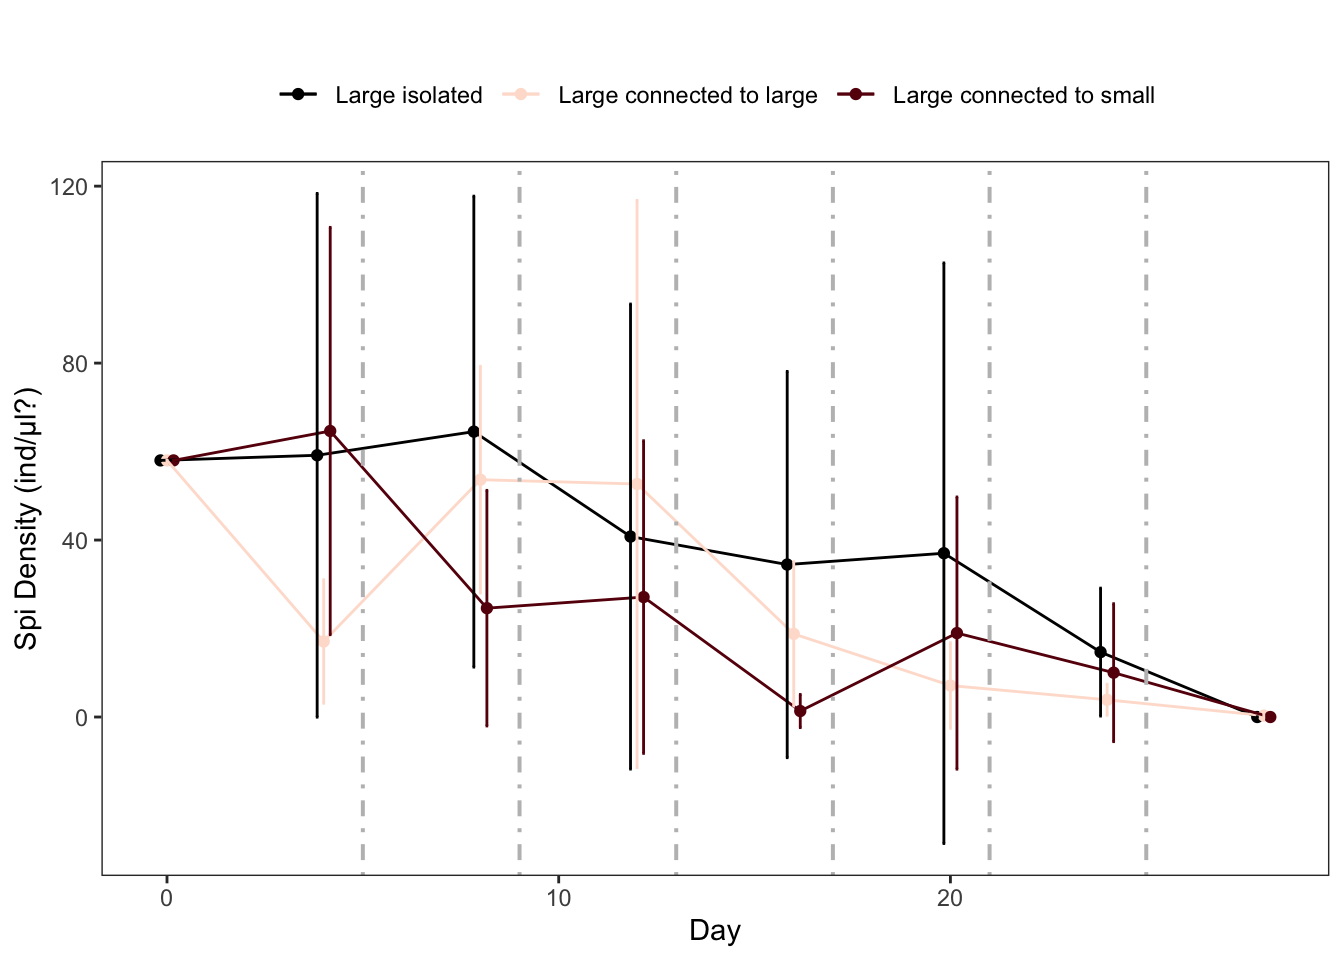 Large isolated Large connected to large Large connected to small
120
80
40
0
Spi Density (ind/µl?)
0 10 20
Day